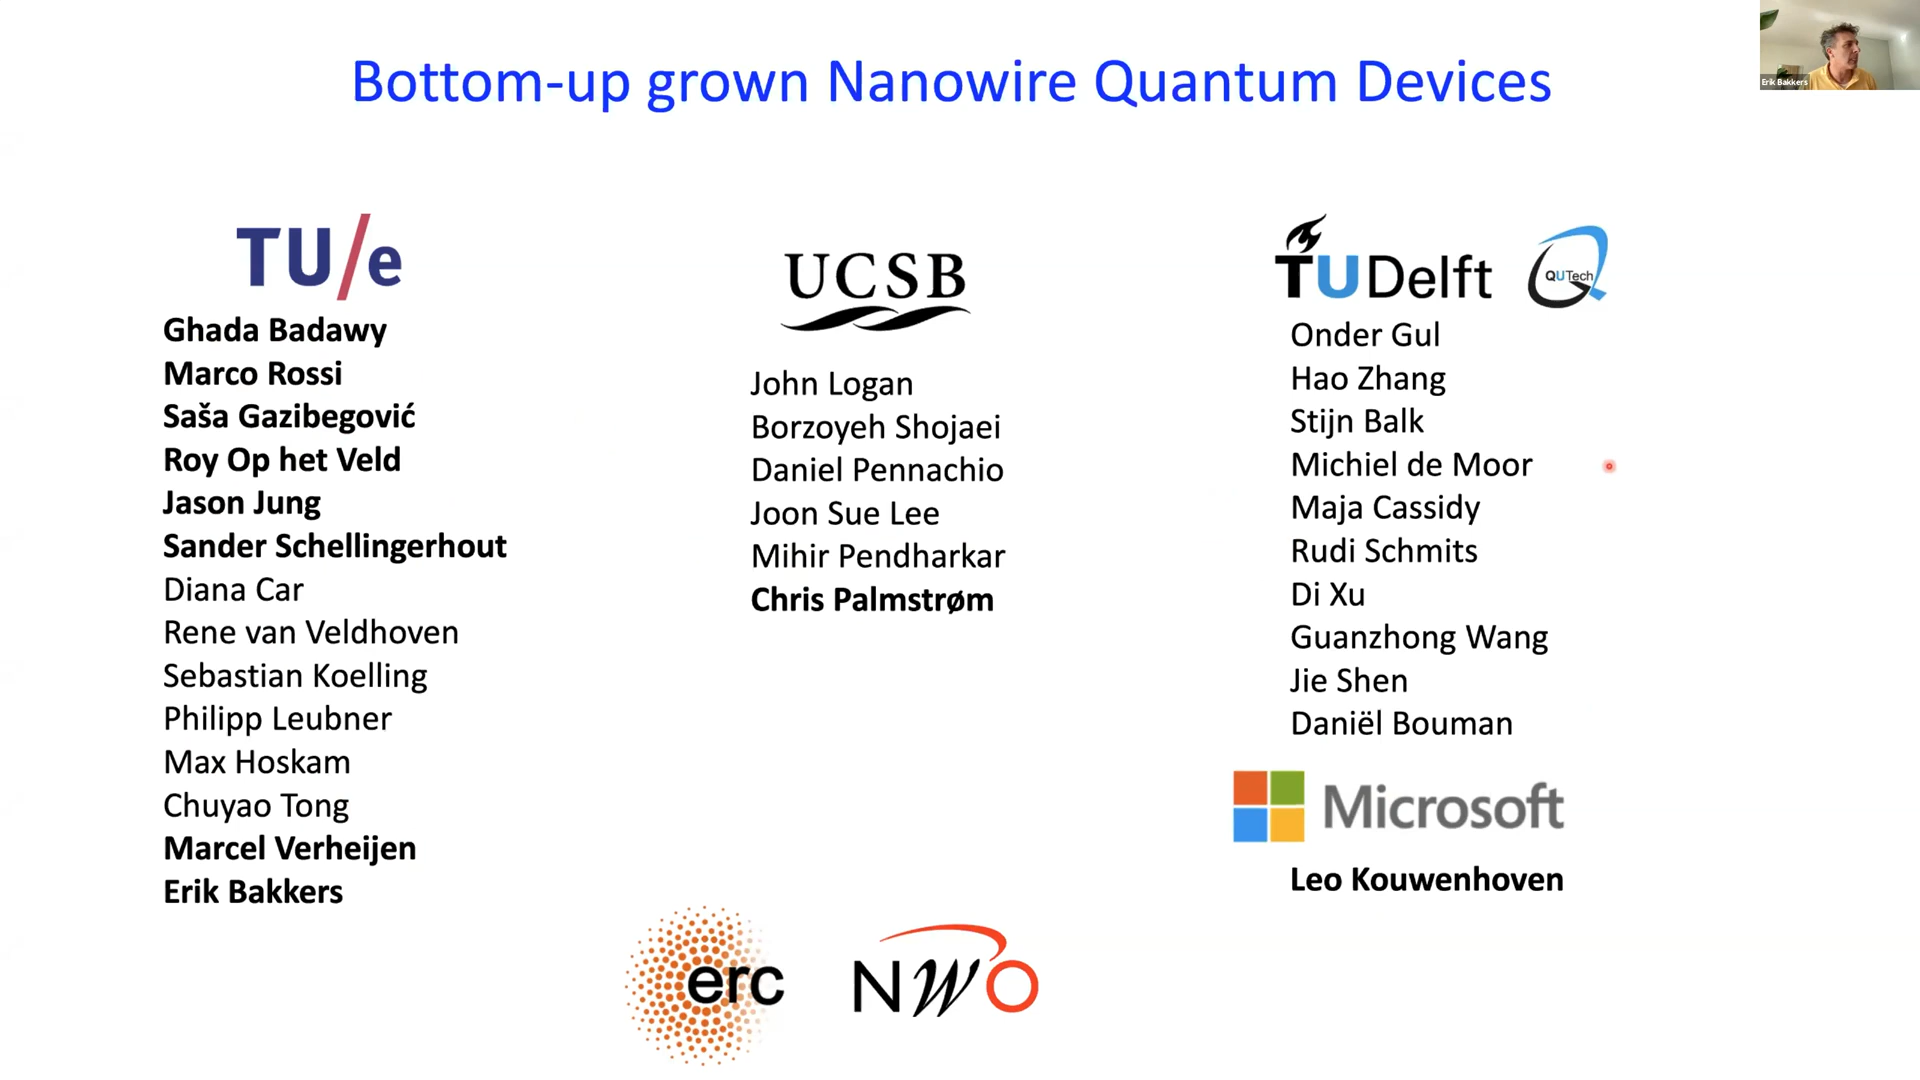 Bottom-up grown Nanowire Quantum Devices
Erik Bakkers
TU/e
Ghada Badawy
Marco Rossi
Saša Gazibegović
Roy Op het Veld
Jason Jung
Sander Schellingerhout
Diana Car
Rene van Veldhoven
Sebastian Koelling
Philipp Leubner
Max Hoskam
Chuyao Tong
Marcel Verheijen
Erik Bakkers
UCSB
John Logan
Borzoyeh Shojaei
Daniel Pennachio
Joon Sue Lee
Mihir Pendharkar
Chris Palmstrøm
TU Delft
QUTech
Onder Gul
Hao Zhang
Stijn Balk
Michiel de Moor
Maja Cassidy
Rudi Schmits
Di Xu
Guanzhong Wang
Jie Shen
Daniël Bouman
Microsoft
Leo Kouwenhoven
erc
NWO